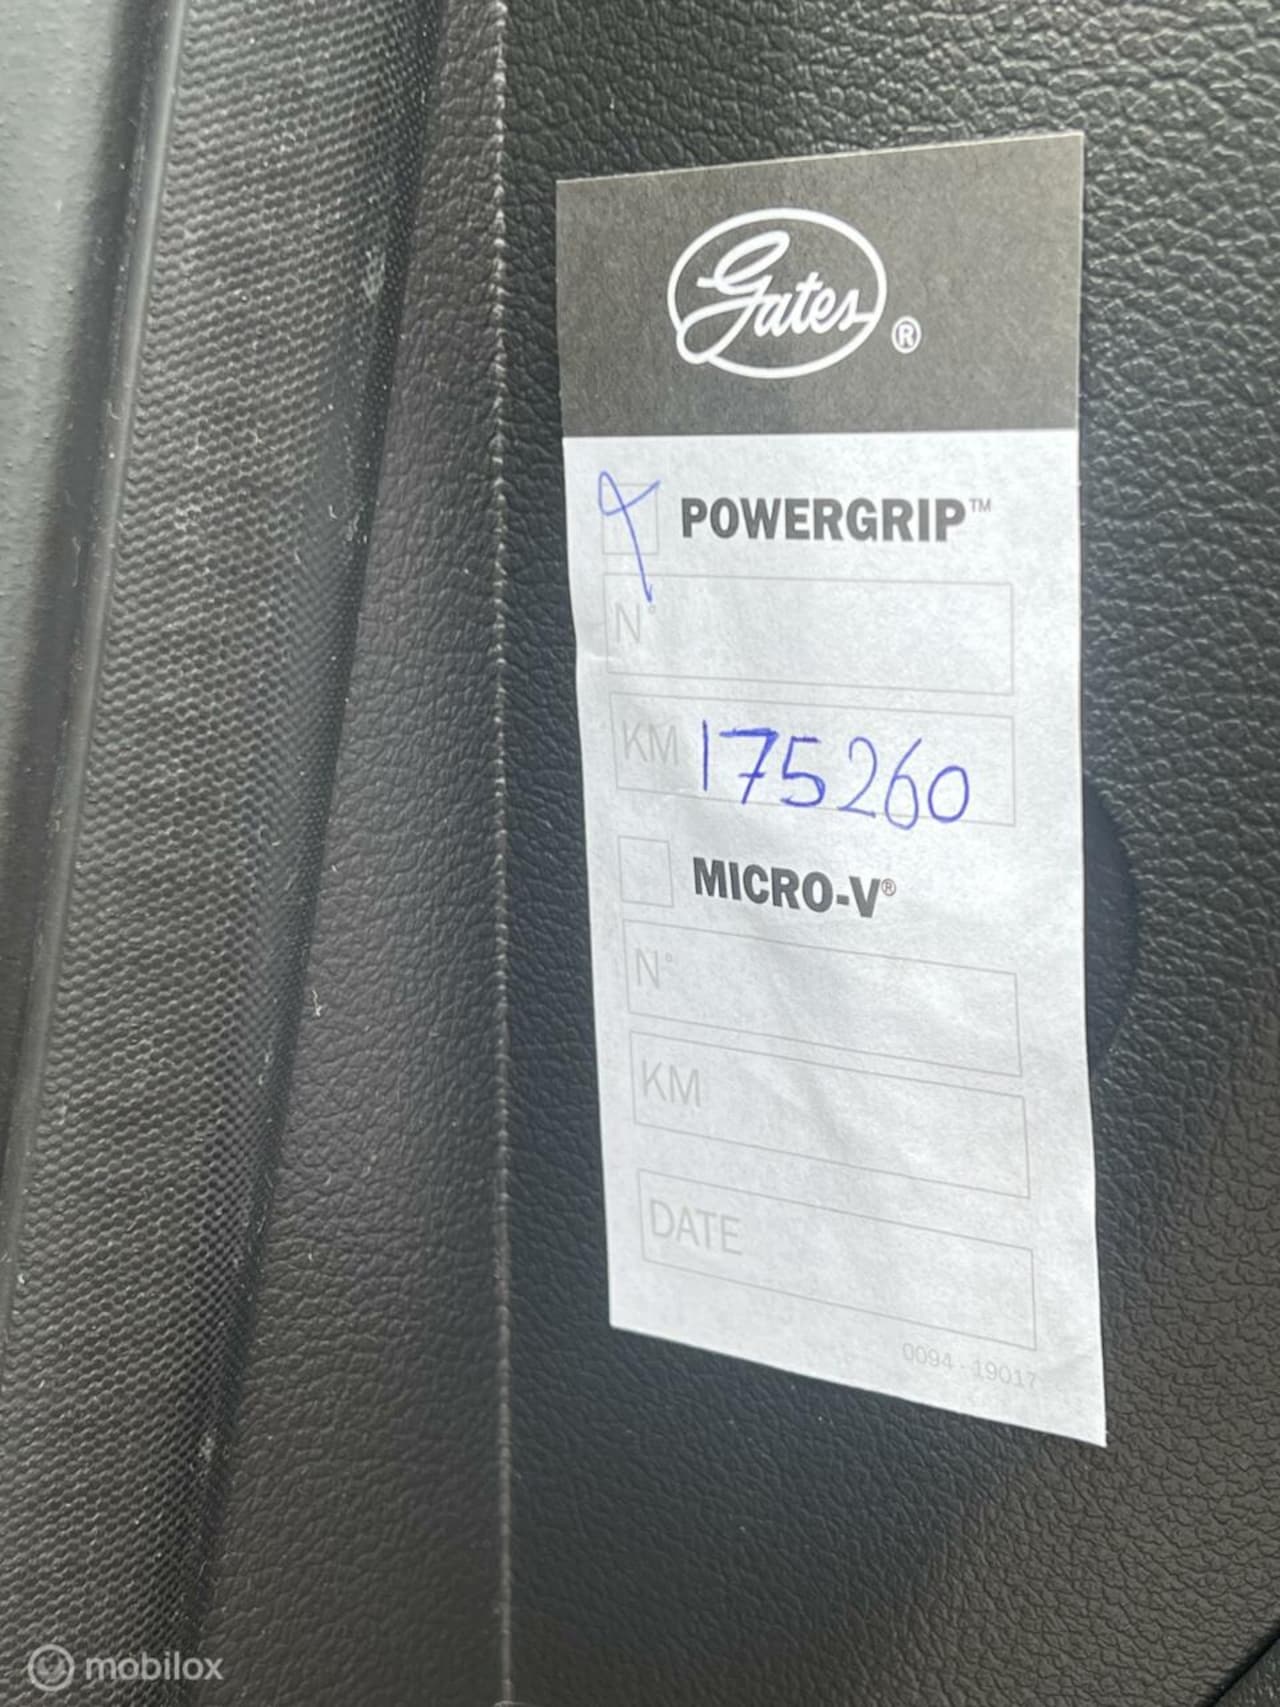 Gates ®
POWERGRIP™
N°
KM 175260
MICRO-V®
N°
KM
DATE
0094 - 19017
mobilox